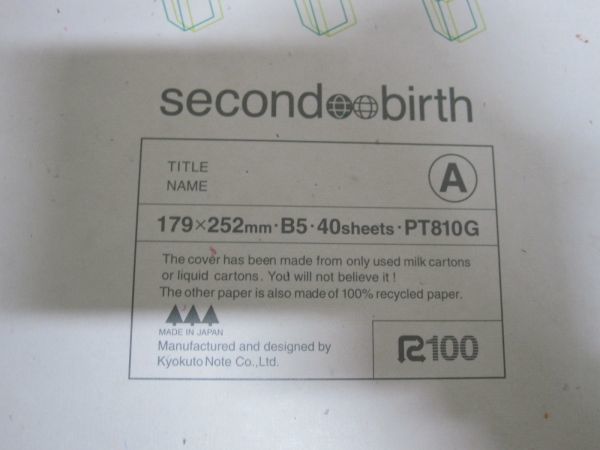 second birth
TITLE
NAME
A
179×252mm·B5·40sheets·PT810G
The cover has been made from only used milk cartons
or liquid cartons. You will not believe it!
The other paper is also made of 100% recycled paper.
MADE IN JAPAN
Manufactured and designed by
Kyokuto Note Co.,Ltd.
R100